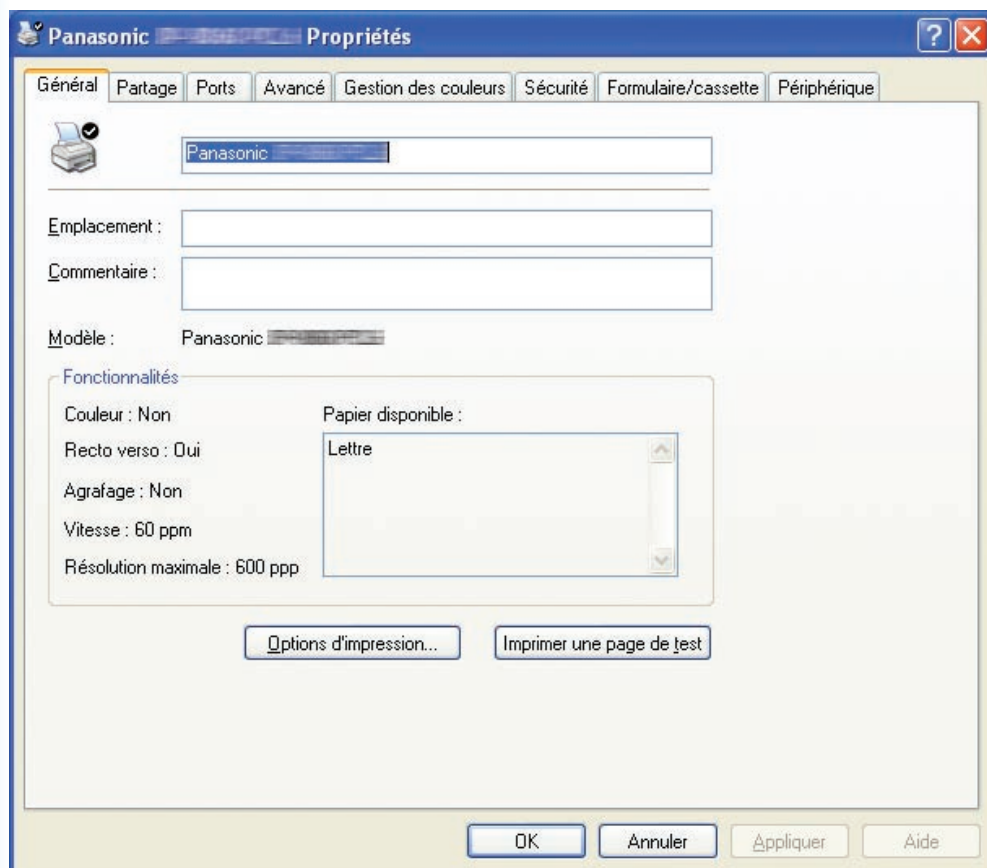 Panasonic Propriétés
Général Partage Ports Avancé Gestion des couleurs Sécurité Formulaire/cassette Périphérique
Panasonic
Emplacement :
Commentaire :
Modèle : Panasonic
Fonctionnalités
Couleur : Non
Papier disponible :
Recto verso : Oui
Lettre
Agrafage : Non
Vitesse : 60 ppm
Résolution maximale : 600 ppp
Options d'impression...
Imprimer une page de test
OK Annuler Appliquer Aide